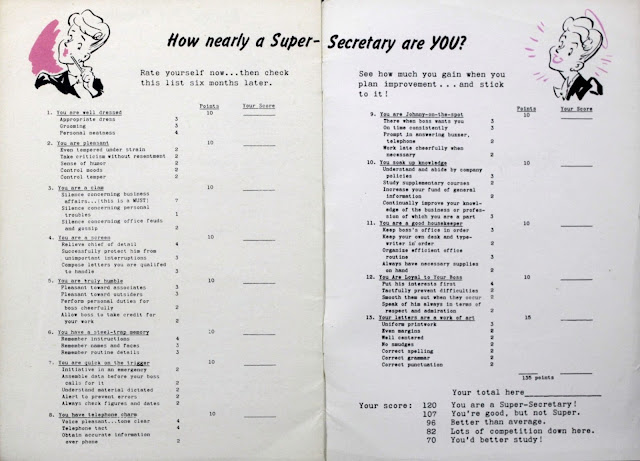 How nearly a Super-Secretary are YOU?
Rate yourself now...then check
this list six months later.
Points Your Score
1. You are well dressed 10
Appropriate dress 3
Grooming 3
Personal neatness 4
2. You are pleasant 10
Even tempered under strain 2
Take criticism without resentment 2
Sense of humor 2
Control moods 2
Control temper 2
3. You are a clam 10
Silence concerning business
affairs...(this is a MUST) 7
Silence concerning personal
troubles 1
Silence concerning office feuds
and gossip 2
4. You are a screen 10
Relieve chief of detail 4
Successfully protect him from
unimportant interruptions 3
Compose letters you are qualifed
to handle 3
5. You are truly humble 10
Pleasant toward associates 3
Pleasant toward outsiders 3
Perform personal duties for
boss cheerfully 2
Allow boss to take credit for
your work 2
6. You have a steel-trap memory 10
Remember instructions 4
Remember names and faces 3
Remember routine details 3
7. You are quick on the trigger 10
Initiative in an emergency 2
Assemble data before your boss
calls for it 2
Understand material dictated 2
Alert to prevent errors 2
Always check figures and dates 2
8. You have telephone charm 10
Voice pleasant...tone clear 4
Telephone tact 4
Obtain accurate information
over phone 2
See how much you gain when you
plan improvement...and stick
to it!
Points Your Score
9. You are Johnny-on-the-spot 10
There when boss wants you 3
On time consistently 3
Prompt in answering buzzer,
telephone 2
Work late cheerfully when
necessary 2
10. You soak up knowledge 10
Understand and abide by company
policies 3
Study supplementary courses 2
Increase your fund of general
information 2
Continually improve your knowl-
edge of the business or profes-
sion of which you are a part 3
11. You are a good housekeeper 10
Keep boss's office in order 3
Keep your own desk and type-
writer in order 2
Organize efficient office
routine 3
Always have necessary supplies
on hand 2
12. You Are Loyal to Your Boss 10
Put his interests first 4
Tactfully prevent difficulties 2
Smooth them out when they occur 2
Speak of him always in terms of
respect and admiration 2
13. Your letters are a work of art 15
Uniform printwork 3
Even margins 2
Well centered 2
No smudges 2
Correct spelling 2
Correct grammar 2
Correct punctuation 2
135 points
Your total here
Your score: 120 You are a Super-Secretary!
107 You're good, but not Super.
96 Better than average.
82 Lots of competition down here.
70 You'd better study!